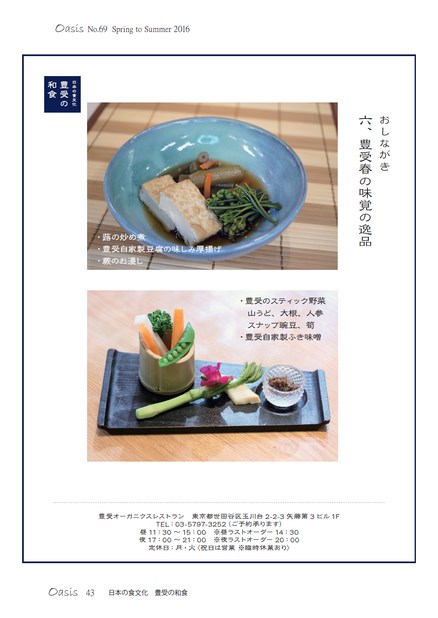 Oasis No.69 Spring to Summer 2016
日本の食文化
豊受の
和食
おしながき
六、豊受春の味覚の逸品
・蕗の炒め煮
・豊受自家製豆腐の味しみ厚揚げ
・蕨のお浸し
・豊受のスティック野菜
山うど、大根、人参
スナップ豌豆、筍
・豊受自家製ふき味噌
豊受オーガニクスレストラン 東京都世田谷区玉川台 2-2-3 矢藤第 3 ビル 1F
TEL：03-5797-3252 (ご予約承ります)
昼 11：30 〜 15：00 ※昼ラストオーダー 14：30
夜 17：00 〜 21：00 ※夜ラストオーダー 20：00
定休日：月・火〈祝日は営業 ※臨時休業あり〉
Oasis 43 日本の食文化 豊受の和食